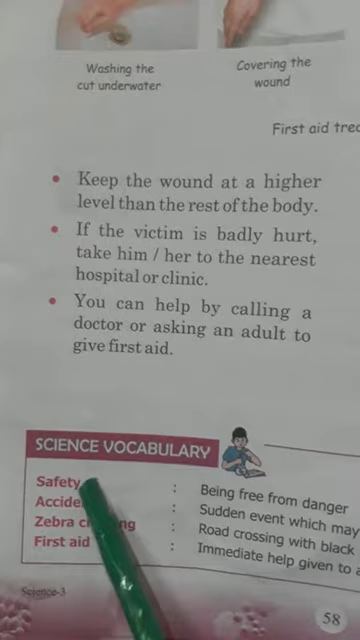 Washing the
cut underwater
Covering the
wound
First aid
• Keep the wound at a higher
level than the rest of the body.
• If the victim is badly hurt,
take him / her to the nearest
hospital or clinic.
• You can help by calling a
doctor or asking an adult to
give first aid.
SCIENCE VOCABULARY
Safety : Being free from danger
: Sudden event which may
Zebra : Road crossing with black
First aid : Immediate help given to
Science-3
58